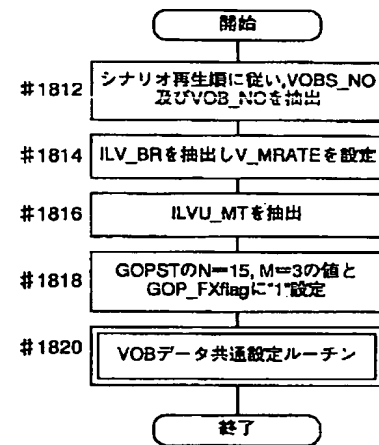 開始
#1812
シナリオ再生順に従い,VOBS_NO
及びVOB_NOを抽出
#1814
ILV_BRを抽出しV_MRATEを設定
#1816
ILVU_MTを抽出
#1818
GOPSTのN=15, M=3の値と
GOP_FXflagに"1"設定
#1820
VOBデータ共通設定ルーチン
終了